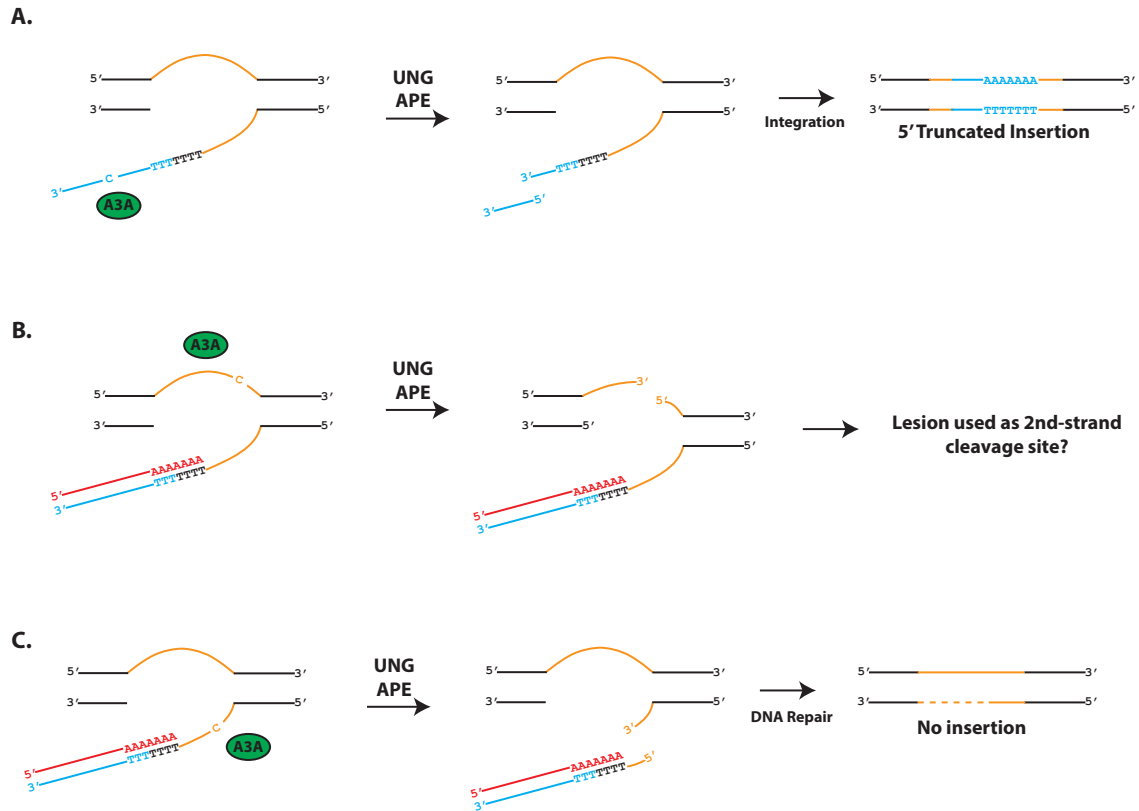 A.
5′
3′
3′
5′
TTTTTTT
C
3′
A3A
UNG
APE
5′
3′
3′
5′
TTTTTTT
3′
3′
5′
Integration
5′
AAAAAAA
3′
3′
TTTTTTT
5′
5′ Truncated Insertion
B.
A3A
C
5′
3′
3′
5′
AAAAAAA
TTTTTTT
5′
3′
UNG
APE
3′
5′
5′
3′
3′
5′
5′
AAAAAAA
TTTTTTT
5′
3′
Lesion used as 2nd-strand
cleavage site?
C.
5′
3′
3′
5′
C
A3A
AAAAAAA
TTTTTTT
5′
3′
UNG
APE
5′
3′
3′
5′
3′
AAAAAAA
5′
TTTTTTT
5′
3′
DNA Repair
5′
3′
3′
5′
No insertion